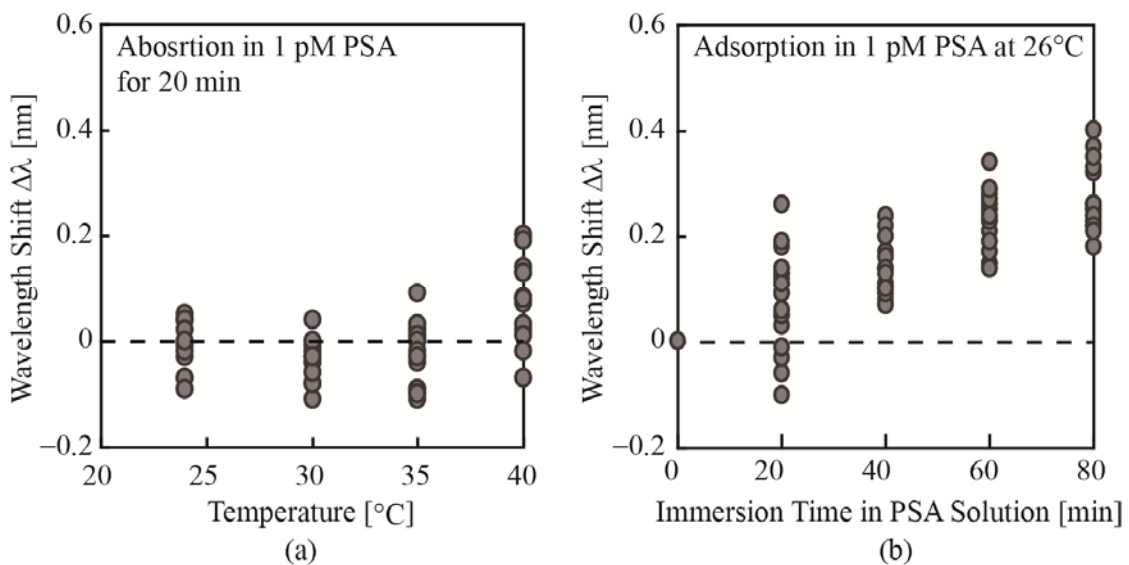 0.6
Abosrtion in 1 pM PSA
for 20 min
0.4
0.2
0
–0.2
Wavelength Shift Δλ [nm]
20
25
30
35
40
Temperature [°C]
(a)
0.6
Adsorption in 1 pM PSA at 26°C
0.4
0.2
0
–0.2
Wavelength Shift Δλ [nm]
0
20
40
60
80
Immersion Time in PSA Solution [min]
(b)